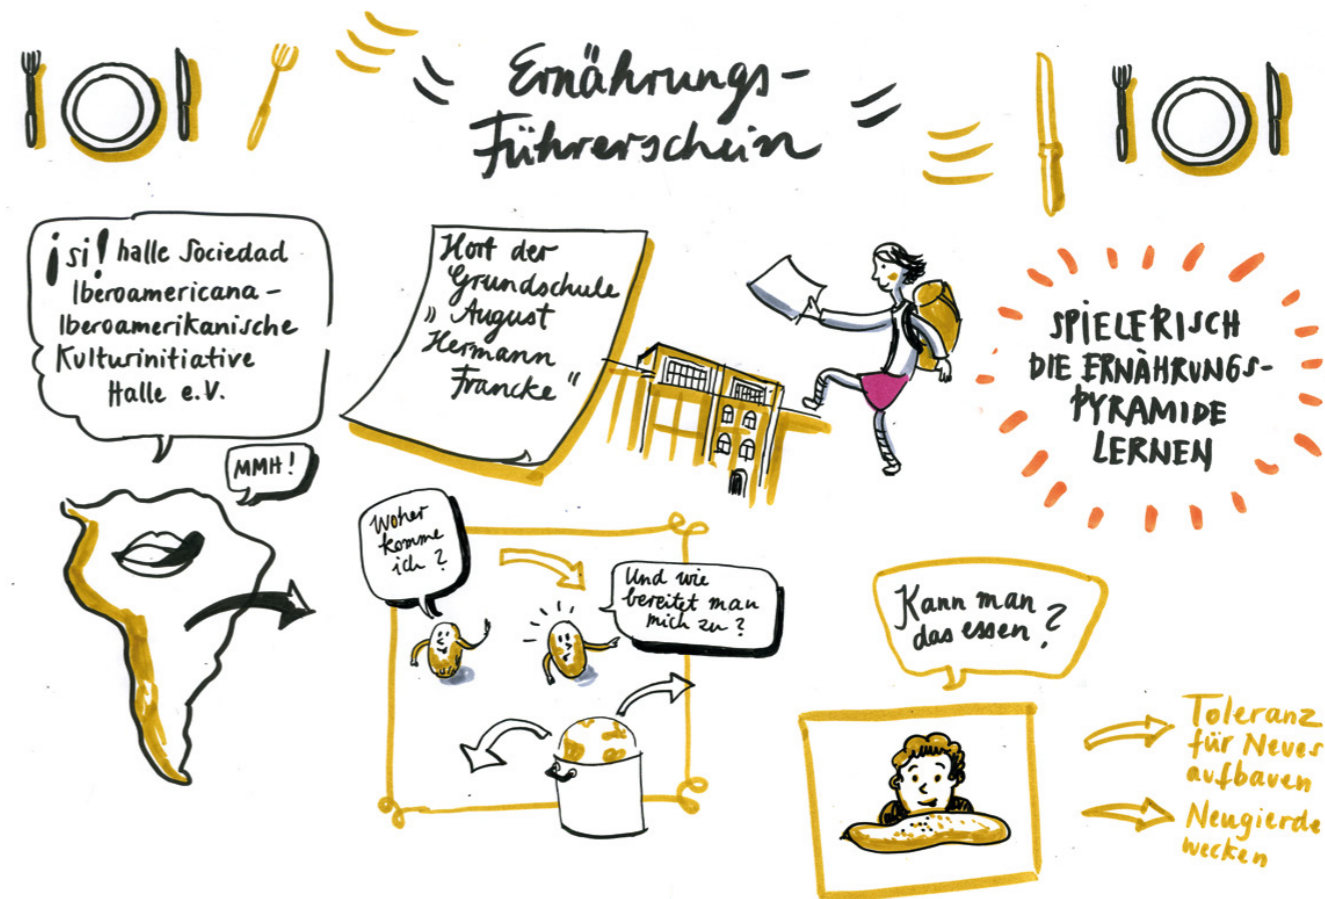 Ernährungs-
Führerschein
¡si! halle Sociedad
Iberoamericana-
Iberoamerikanische
Kulturinitiative
Halle e.V.
MMH!
Hort der
Grundschule
„August
Hermann
Francke"
SPIELERISCH
DIE ERNÄHRUNGS-
PYRAMIDE
LERNEN
Woher
komme
ich?
Und wie
bereitet man
mich zu?
Kann man
das essen?
Toleranz
für Neues
aufbauen
Neugierde
wecken